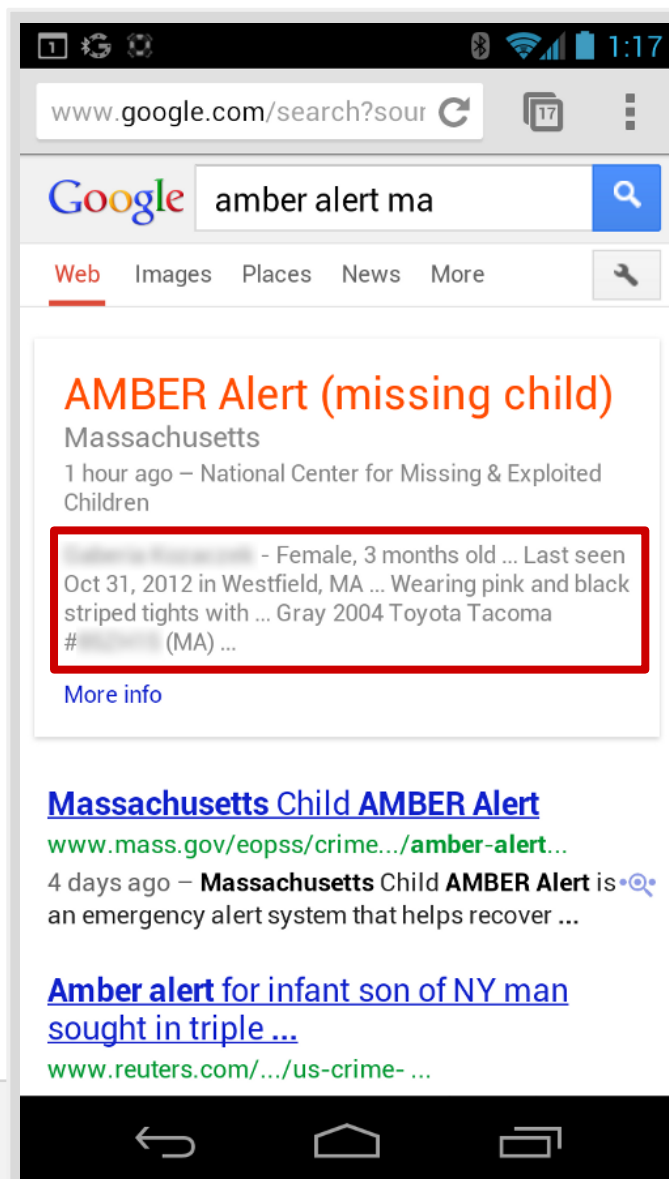 1 1:17
www.google.com/search?sour 17
Google amber alert ma
Web Images Places News More
AMBER Alert (missing child)
Massachusetts
1 hour ago – National Center for Missing & Exploited
Children
- Female, 3 months old ... Last seen
Oct 31, 2012 in Westfield, MA ... Wearing pink and black
striped tights with ... Gray 2004 Toyota Tacoma
# (MA) ...
More info
Massachusetts Child AMBER Alert
www.mass.gov/eopss/crime.../amber-alert...
4 days ago – Massachusetts Child AMBER Alert is
an emergency alert system that helps recover ...
Amber alert for infant son of NY man
sought in triple ...
www.reuters.com/.../us-crime- ...